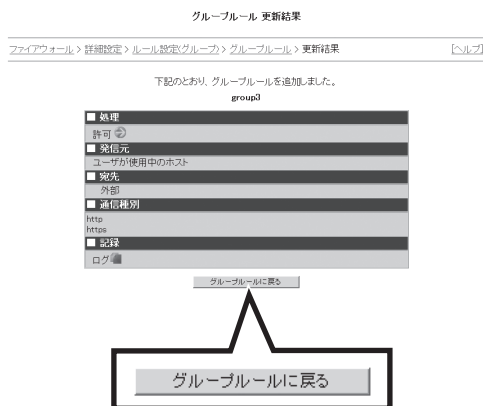 グループルール 更新結果
ファイアウォール > 詳細設定 > ルール設定(グループ) > グループルール > 更新結果 [ヘルプ]
下記のとおり、グループルールを追加しました。
group3
■ 処理
許可
■ 発信元
ユーザが使用中のホスト
■ 宛先
外部
■ 通信種別
http
https
■ 記録
ログ
グループルールに戻る
グループルールに戻る